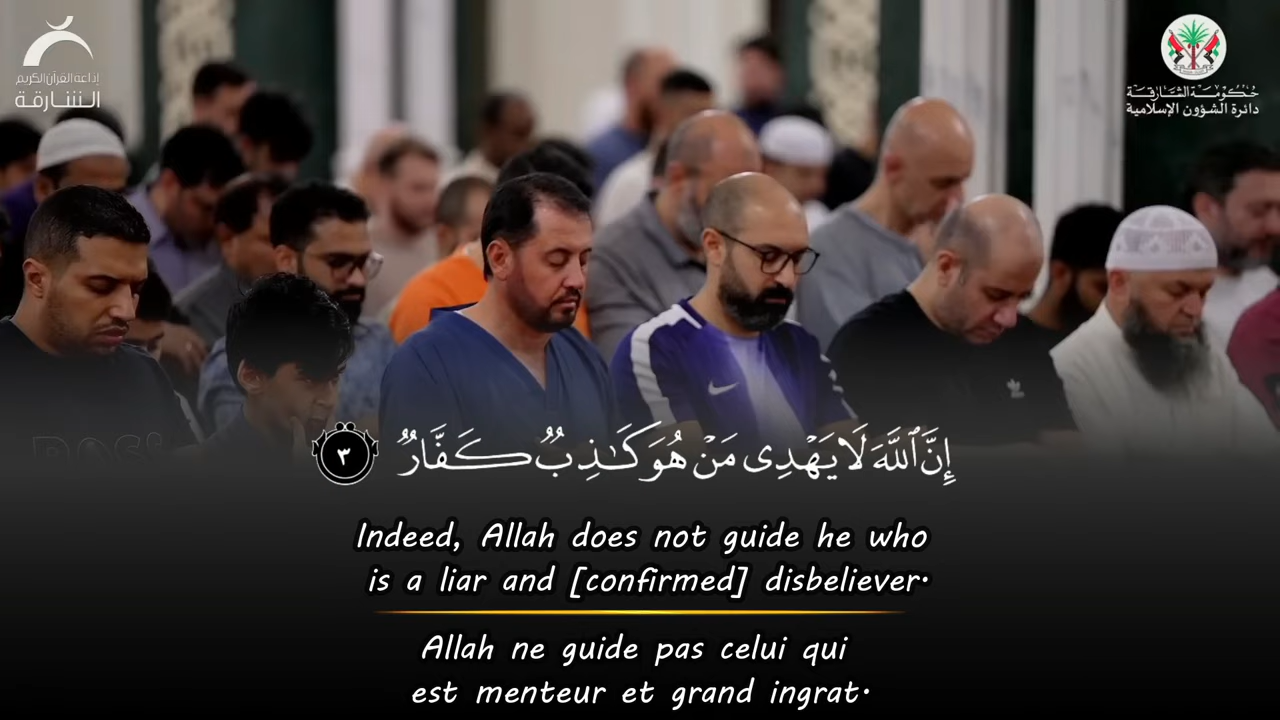 إذاعة القرآن الكريم
الشارقة
حكومة الشارقة
دائرة الشؤون الإسلامية
إِنَّ ٱللَّهَ لَا يَهْدِى مَنْ هُوَ كَـٰذِبٌ كَفَّارٌ ٣
Indeed, Allah does not guide he who
is a liar and [confirmed] disbeliever.
Allah ne guide pas celui qui
est menteur et grand ingrat.